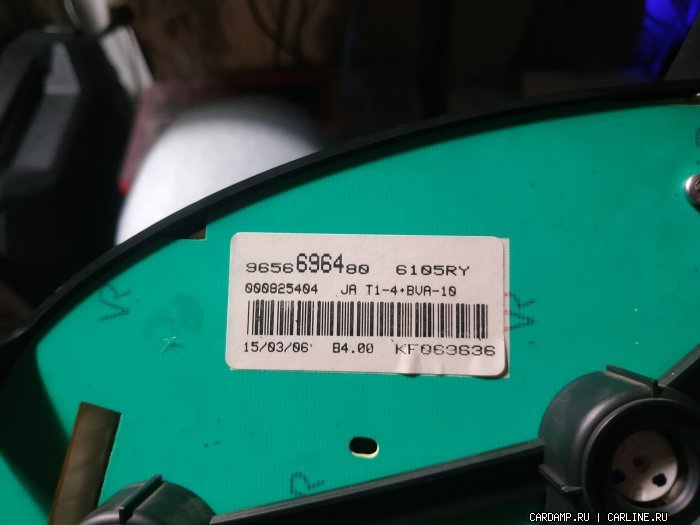 9656696480 6105RY
000825404 JA T1-4+BVA-10
15/03/06 B4.00 KF069636
VR
VR
CARDAMP.RU | CARLINE.RU